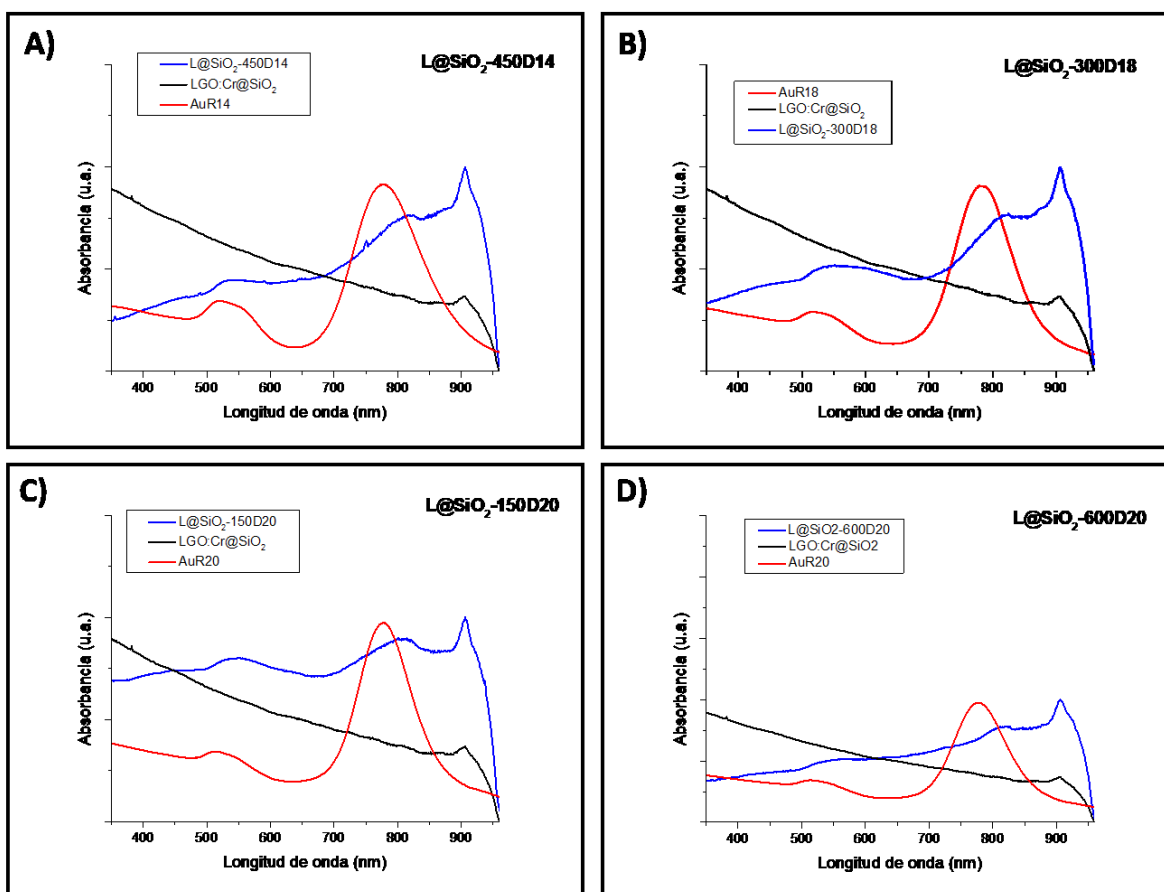 A)
L@SiO₂-450D14
L@SiO₂-450D14
LGO:Cr@SiO₂
AuR14
Absorbancia (u.a.)
400 500 600 700 800 900
Longitud de onda (nm)
B)
L@SiO₂-300D18
AuR18
LGO:Cr@SiO₂
L@SiO₂-300D18
Absorbancia (u.a.)
400 500 600 700 800 900
Longitud de onda (nm)
C)
L@SiO₂-150D20
L@SiO₂-150D20
LGO:Cr@SiO₂
AuR20
Absorbancia (u.a.)
400 500 600 700 800 900
Longitud de onda (nm)
D)
L@SiO₂-600D20
L@SiO2-600D20
LGO:Cr@SiO2
AuR20
Absorbancia (u.a.)
400 500 600 700 800 900
Longitud de onda (nm)